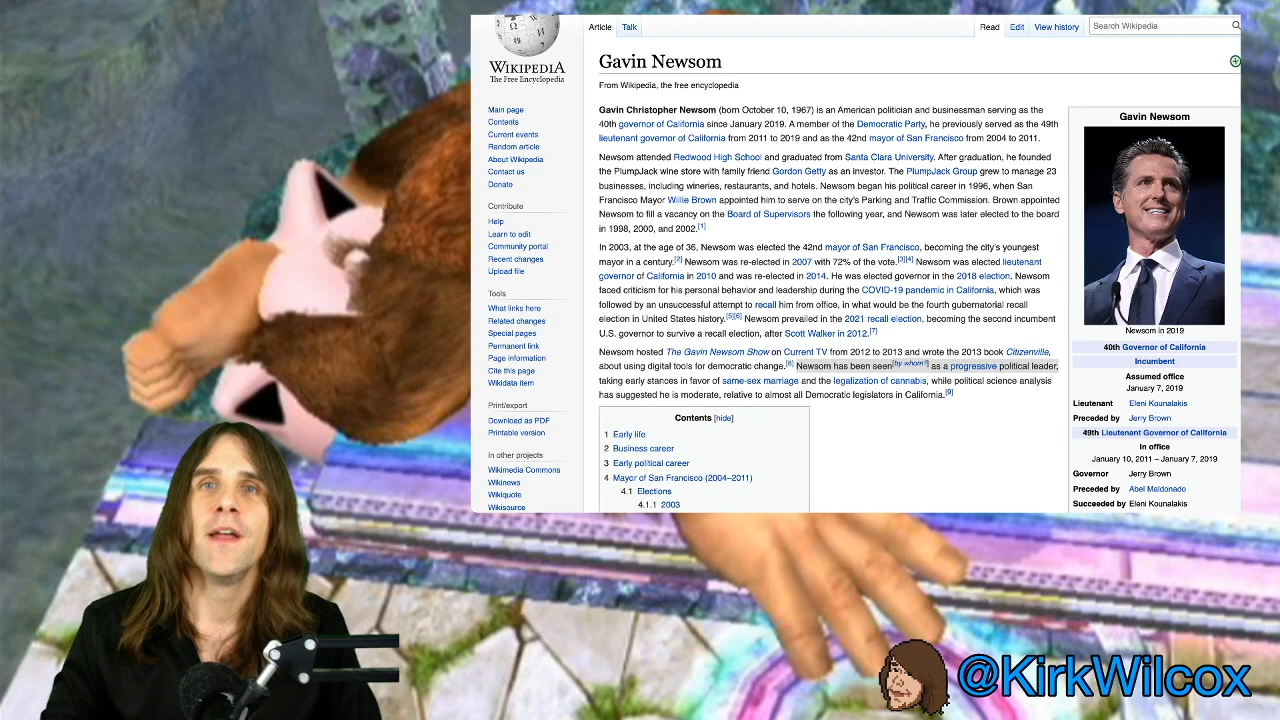 WIKIPEDIA
The Free Encyclopedia
Main page
Contents
Current events
Random article
About Wikipedia
Contact us
Donate
Contribute
Help
Learn to edit
Community portal
Recent changes
Upload file
Tools
What links here
Related changes
Special pages
Permanent link
Page information
Cite this page
Wikidata item
Print/export
Download as PDF
Printable version
In other projects
Wikimedia Commons
Wikinews
Wikiquote
Wikisource
Article Talk
Read Edit View history
Search Wikipedia
Gavin Newsom
From Wikipedia, the free encyclopedia
Gavin Christopher Newsom (born October 10, 1967) is an American politician and businessman serving as the
40th governor of California since January 2019. A member of the Democratic Party, he previously served as the 49th
lieutenant governor of California from 2011 to 2019 and as the 42nd mayor of San Francisco from 2004 to 2011.
Newsom attended Redwood High School and graduated from Santa Clara University. After graduation, he founded
the PlumpJack wine store with family friend Gordon Getty as an investor. The PlumpJack Group grew to manage 23
businesses, including wineries, restaurants, and hotels. Newsom began his political career in 1996, when San
Francisco Mayor Willie Brown appointed him to serve on the city's Parking and Traffic Commission. Brown appointed
Newsom to fill a vacancy on the Board of Supervisors the following year, and Newsom was later elected to the board
in 1998, 2000, and 2002.[1]
In 2003, at the age of 36, Newsom was elected the 42nd mayor of San Francisco, becoming the city's youngest
mayor in a century.[2] Newsom was re-elected in 2007 with 72% of the vote.[3][4] Newsom was elected lieutenant
governor of California in 2010 and was re-elected in 2014. He was elected governor in the 2018 election. Newsom
faced criticism for his personal behavior and leadership during the COVID-19 pandemic in California, which was
followed by an unsuccessful attempt to recall him from office, in what would be the fourth gubernatorial recall
election in United States history.[5][6] Newsom prevailed in the 2021 recall election, becoming the second incumbent
U.S. governor to survive a recall election, after Scott Walker in 2012.[7]
Newsom hosted The Gavin Newsom Show on Current TV from 2012 to 2013 and wrote the 2013 book Citizenville,
about using digital tools for democratic change.[8] Newsom has been seen[by whom?] as a progressive political leader,
taking early stances in favor of same-sex marriage and the legalization of cannabis, while political science analysis
has suggested he is moderate, relative to almost all Democratic legislators in California.[9]
Contents [hide]
1 Early life
2 Business career
3 Early political career
4 Mayor of San Francisco (2004–2011)
4.1 Elections
4.1.1 2003
Gavin Newsom
Newsom in 2019
40th Governor of California
Incumbent
Assumed office
January 7, 2019
Lieutenant Eleni Kounalakis
Preceded by Jerry Brown
49th Lieutenant Governor of California
In office
January 10, 2011 – January 7, 2019
Governor Jerry Brown
Preceded by Abel Maldonado
Succeeded by Eleni Kounalakis
@KirkWilcox